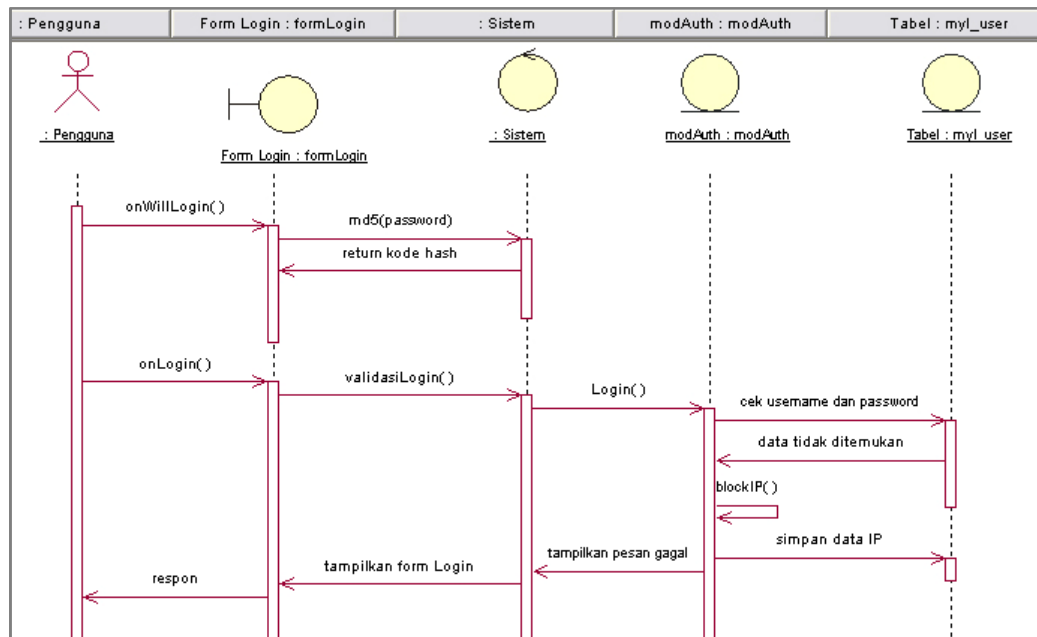 : Pengguna
Form Login : formLogin
: Sistem
modAuth : modAuth
Tabel : myl_user
: Pengguna
Form Login : formLogin
: Sistem
modAuth : modAuth
Tabel : myl_user
onWillLogin( )
md5(password)
return kode hash
onLogin( )
validasiLogin( )
Login( )
cek username dan password
data tidak ditemukan
blockIP( )
simpan data IP
tampilkan pesan gagal
tampilkan form Login
respon